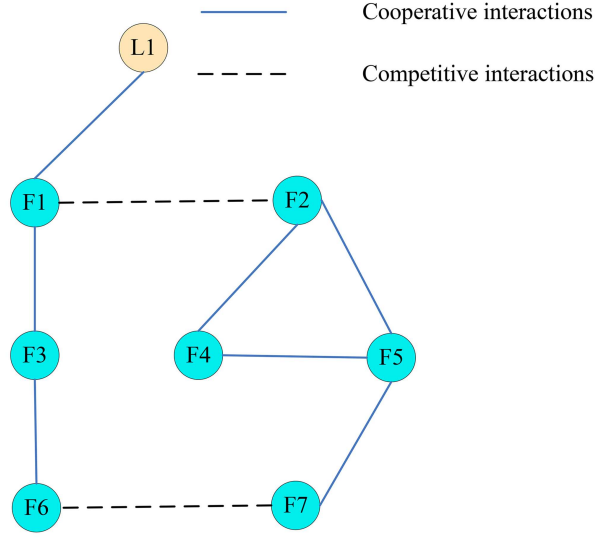 Cooperative interactions
L1
Competitive interactions
F1
F2
F3
F4
F5
F6
F7